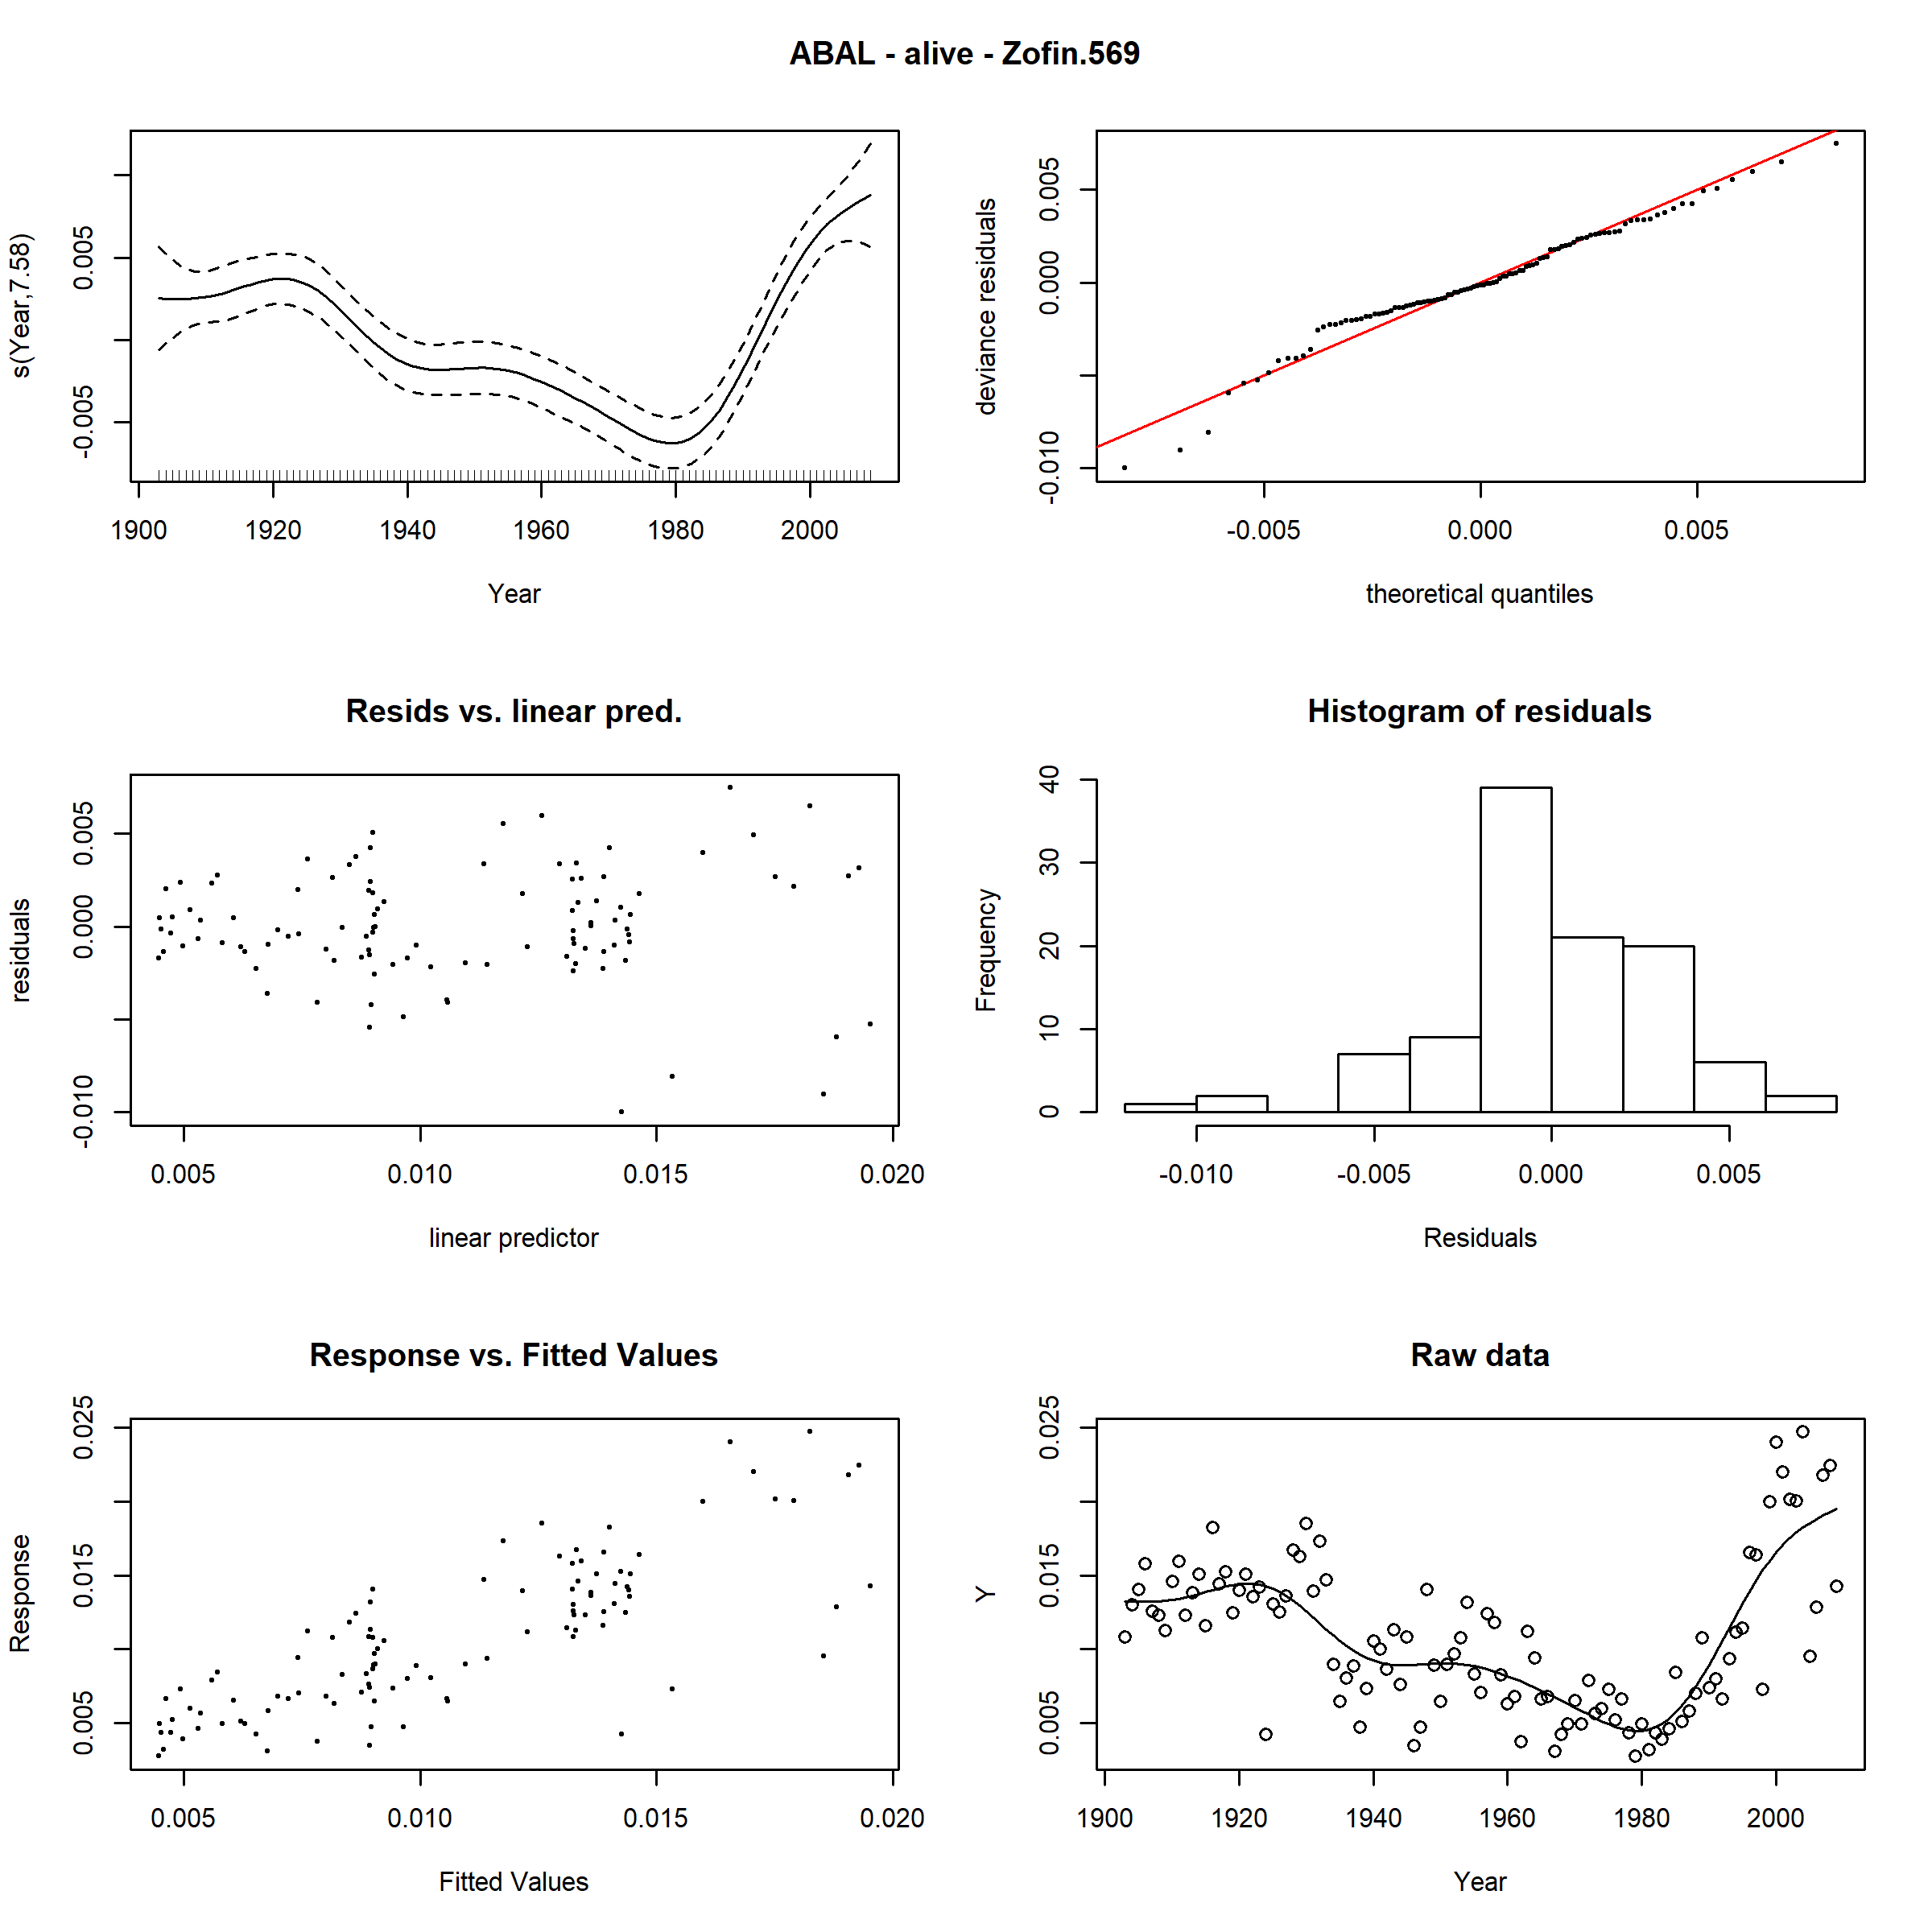 ABAL - alive - Zofin.569
s(Year,7.58)
-0.005
0.005
1900
1920
1940
1960
1980
2000
Year
deviance residuals
-0.010
0.000
0.005
-0.005
0.000
0.005
theoretical quantiles
Resids vs. linear pred.
residuals
-0.010
0.000
0.005
0.005
0.010
0.015
0.020
linear predictor
Histogram of residuals
Frequency
0
10
20
30
40
-0.010
-0.005
0.000
0.005
Residuals
Response vs. Fitted Values
Response
0.005
0.015
0.025
0.005
0.010
0.015
0.020
Fitted Values
Raw data
Y
0.005
0.015
0.025
1900
1920
1940
1960
1980
2000
Year